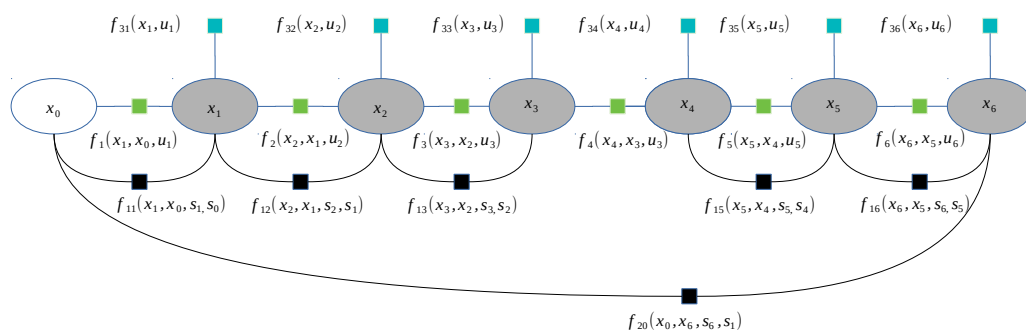 f31(x1,u1) f32(x2,u2) f33(x3,u3) f34(x4,u4) f35(x5,u5) f36(x6,u6)
x0 x1 x2 x3 x4 x5 x6
f1(x1,x0,u1) f2(x2,x1,u2) f3(x3,x2,u3) f4(x4,x3,u3) f5(x5,x4,u5) f6(x6,x5,u6)
f11(x1,x0,s1,s0) f12(x2,x1,s2,s1) f13(x3,x2,s3,s2) f15(x5,x4,s5,s4) f16(x6,x5,s6,s5)
f20(x0,x6,s6,s1)